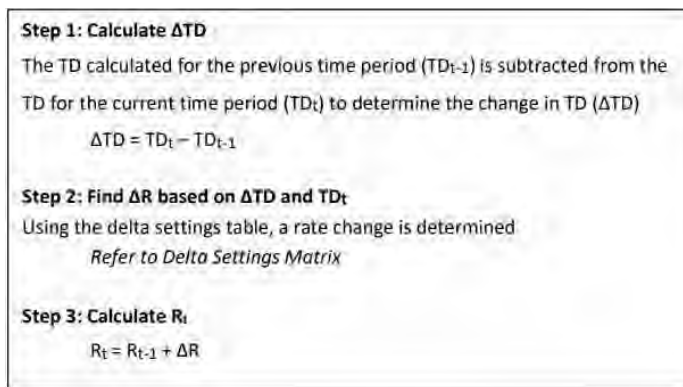 Step 1: Calculate ΔTD
The TD calculated for the previous time period (TDt-1) is subtracted from the
TD for the current time period (TDt) to determine the change in TD (ΔTD)
ΔTD = TDt – TDt-1
Step 2: Find ΔR based on ΔTD and TDt
Using the delta settings table, a rate change is determined
Refer to Delta Settings Matrix
Step 3: Calculate Rt
Rt = Rt-1 + ΔR